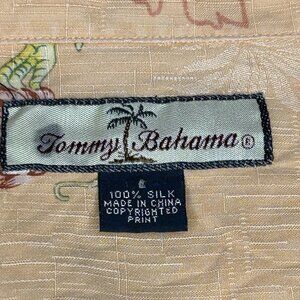 Tommy Bahama®
L
100% SILK
MADE IN CHINA
COPYRIGHTED
PRINT